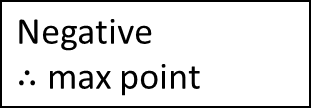 Negative
∴ max point